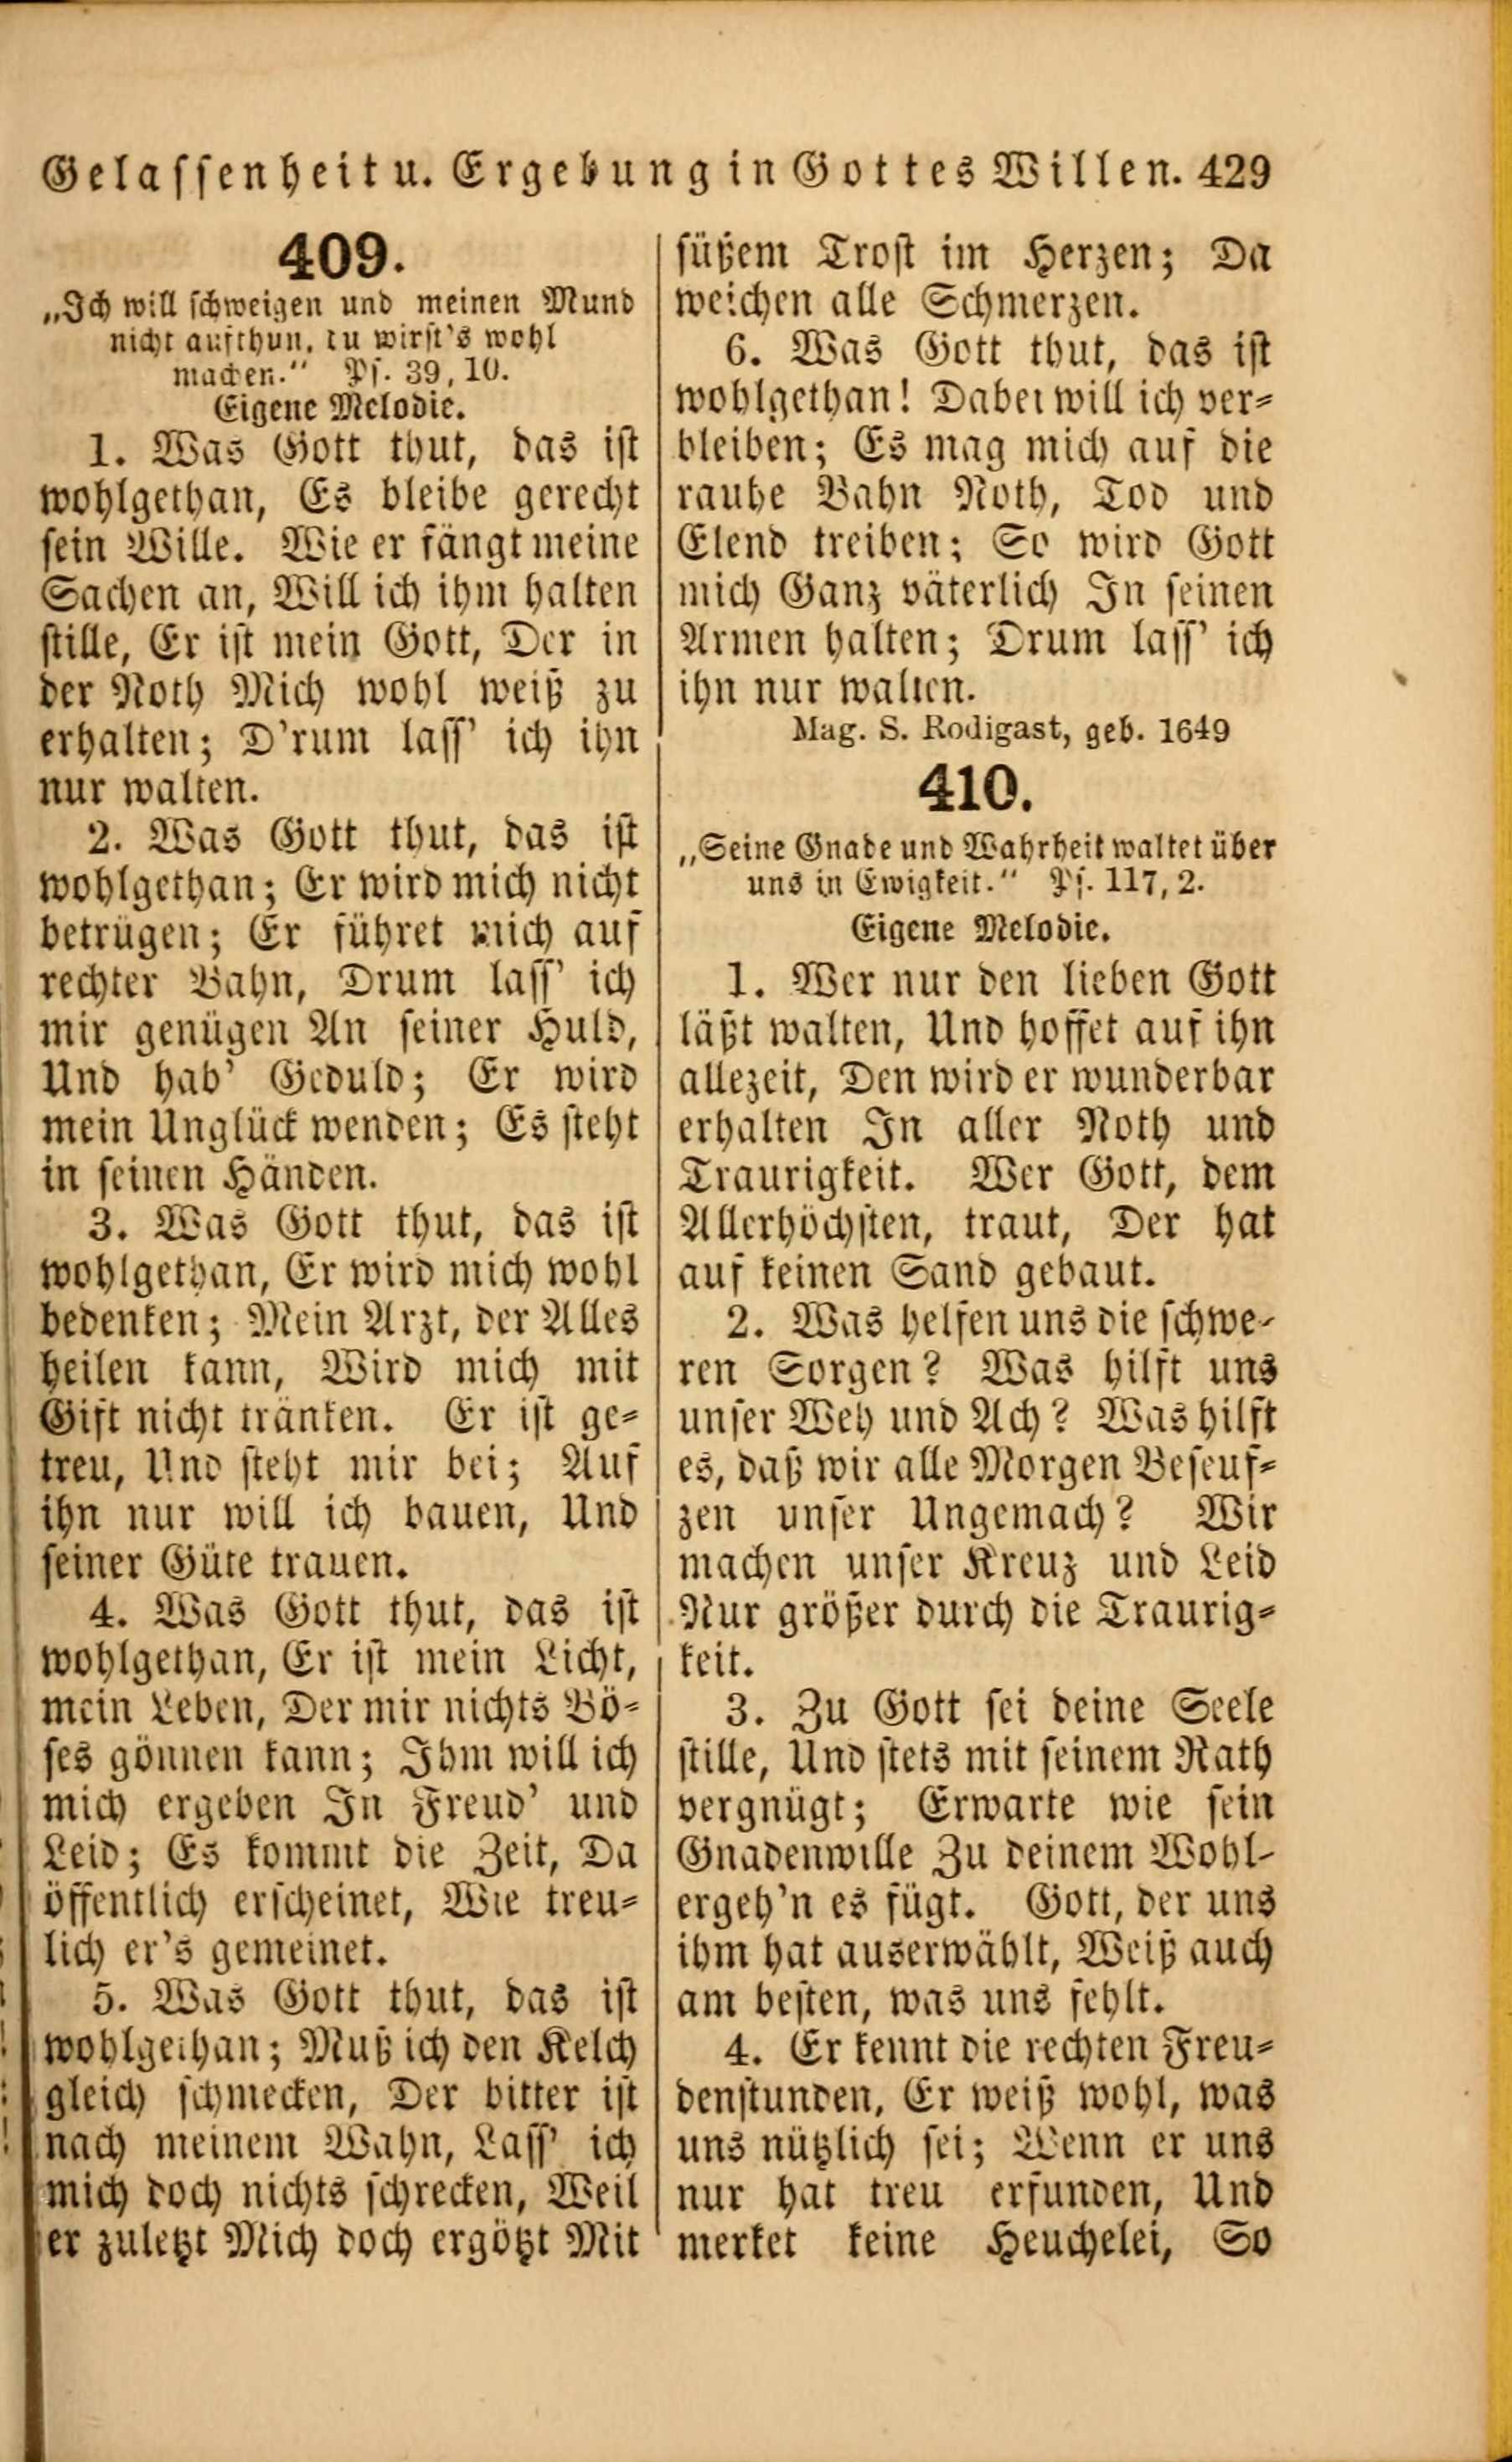 Gelassenheit u. Ergebung in Gottes Willen. 429
409.
„Ich will schweigen und meinen Mund
nicht aufthun, du wirst's wohl
machen.“ Ps. 39, 10.
Eigene Melodie.
1. Was Gott thut, das ist
wohlgethan, Es bleibe gerecht
sein Wille. Wie er fängt meine
Sachen an, Will ich ihm halten
stille, Er ist mein Gott, Der in
der Noth Mich wohl weiß zu
erhalten; D'rum lass' ich ihn
nur walten.
2. Was Gott thut, das ist
wohlgethan; Er wird mich nicht
betrügen; Er führet mich auf
rechter Bahn, Drum lass' ich
mir genügen An seiner Huld,
Und hab' Geduld; Er wird
mein Unglück wenden; Es steht
in seinen Händen.
3. Was Gott thut, das ist
wohlgethan, Er wird mich wohl
bedenken; Mein Arzt, der Alles
heilen kann, Wird mich mit
Gift nicht tränken. Er ist ge-
treu, Und steht mir bei; Auf
ihn nur will ich bauen, Und
seiner Güte trauen.
4. Was Gott thut, das ist
wohlgethan, Er ist mein Licht,
mein Leben, Der mir nichts Bö-
ses gönnen kann; Ihm will ich
mich ergeben In Freud' und
Leid; Es kommt die Zeit, Da
öffentlich erscheinet, Wie treu-
lich er's gemeinet.
5. Was Gott thut, das ist
wohlgethan; Muß ich den Kelch
gleich schmecken, Der bitter ist
nach meinem Wahn, Lass' ich
mich doch nichts schrecken, Weil
er zuletzt Mich doch ergötzt Mit
süßem Trost im Herzen; Da
weichen alle Schmerzen.
6. Was Gott thut, das ist
wohlgethan! Dabei will ich ver-
bleiben; Es mag mich auf die
rauhe Bahn Noth, Tod und
Elend treiben; So wird Gott
mich Ganz väterlich In seinen
Armen halten; Drum lass' ich
ihn nur walten.
Mag. S. Rodigast, geb. 1649
410.
„Seine Gnade und Wahrheit waltet über
uns in Ewigkeit.“ Ps. 117, 2.
Eigene Melodie.
1. Wer nur den lieben Gott
läßt walten, Und hoffet auf ihn
allezeit, Den wird er wunderbar
erhalten In aller Noth und
Traurigkeit. Wer Gott, dem
Allerhöchsten, traut, Der hat
auf keinen Sand gebaut.
2. Was helfen uns die schwe-
ren Sorgen? Was hilft uns
unser Weh und Ach? Was hilft
es, daß wir alle Morgen Beseuf-
zen unser Ungemach? Wir
machen unser Kreuz und Leid
Nur größer durch die Traurig-
keit.
3. Zu Gott sei deine Seele
stille, Und stets mit seinem Rath
vergnügt; Erwarte wie sein
Gnadenwille Zu deinem Wohl-
ergeh'n es fügt. Gott, der uns
ihm hat auserwählt, Weiß auch
am besten, was uns fehlt.
4. Er kennt die rechten Freu-
denstunden, Er weiß wohl, was
uns nützlich sei; Wenn er uns
nur hat treu erfunden, Und
merket keine Heuchelei, So